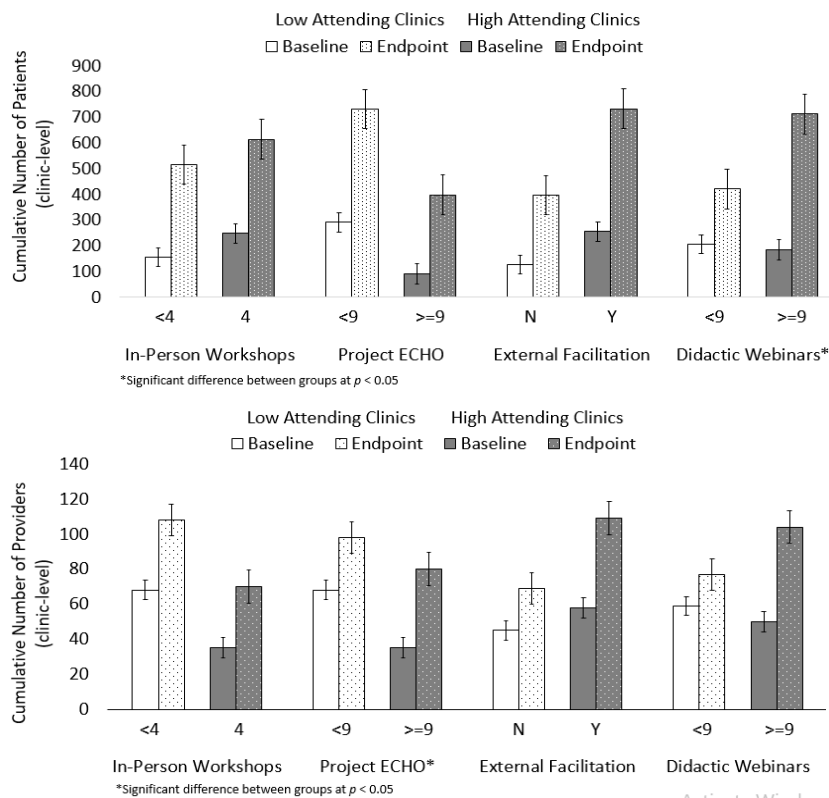 Low Attending Clinics High Attending Clinics
Baseline Endpoint Baseline Endpoint
Cumulative Number of Patients
(clinic-level)
900
800
700
600
500
400
300
200
100
0
<4 4 <9 >=9 N Y <9 >=9
In-Person Workshops Project ECHO External Facilitation Didactic Webinars*
*Significant difference between groups at p < 0.05
Low Attending Clinics High Attending Clinics
Baseline Endpoint Baseline Endpoint
Cumulative Number of Providers
(clinic-level)
140
120
100
80
60
40
20
0
<4 4 <9 >=9 N Y <9 >=9
In-Person Workshops Project ECHO* External Facilitation Didactic Webinars
*Significant difference between groups at p < 0.05